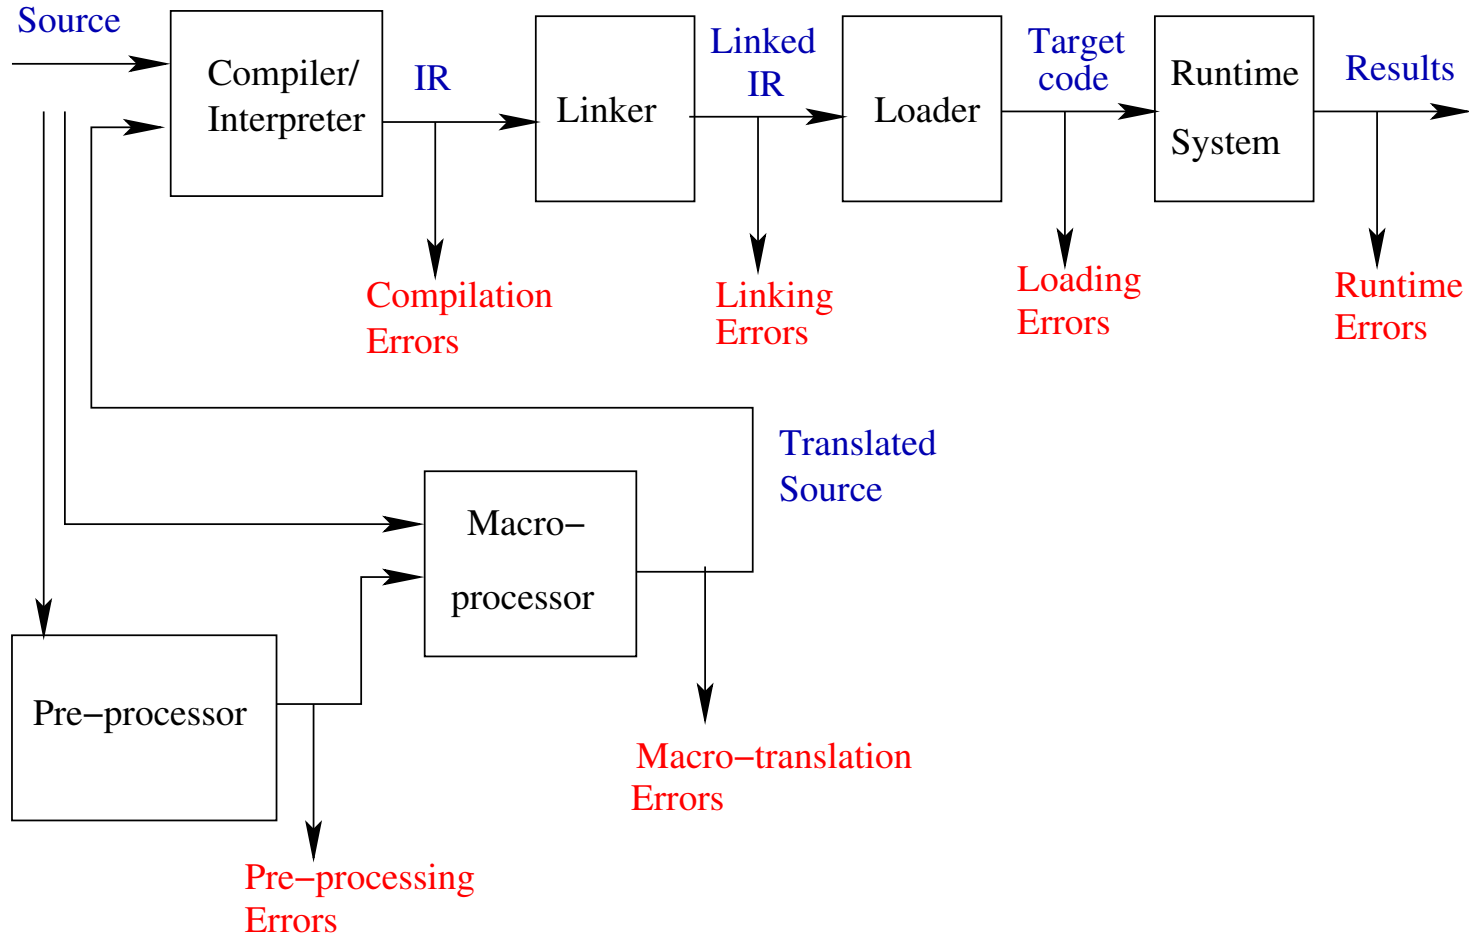 Source
Compiler/
Interpreter
IR
Linker
Linked
IR
Loader
Target
code
Runtime
System
Results
Compilation
Errors
Linking
Errors
Loading
Errors
Runtime
Errors
Translated
Source
Macro−
processor
Pre−processor
Macro−translation
Errors
Pre−processing
Errors